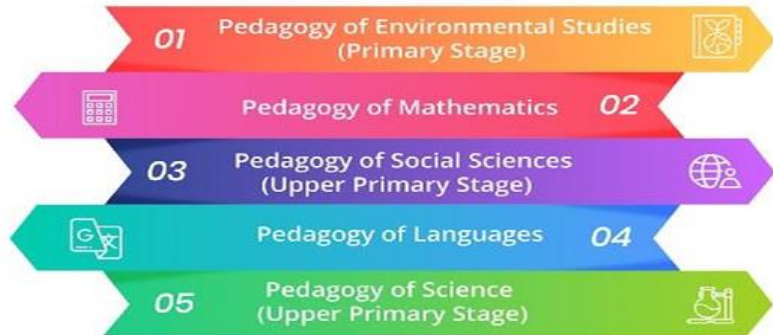 01 Pedagogy of Environmental Studies
(Primary Stage)
Pedagogy of Mathematics 02
03 Pedagogy of Social Sciences
(Upper Primary Stage)
G 文
Pedagogy of Languages 04
05 Pedagogy of Science
(Upper Primary Stage)